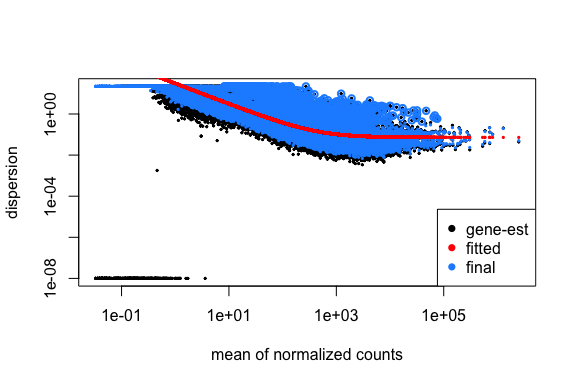 dispersion
1e+00
1e-04
1e-08
gene-est
fitted
final
1e-01
1e+01
1e+03
1e+05
mean of normalized counts